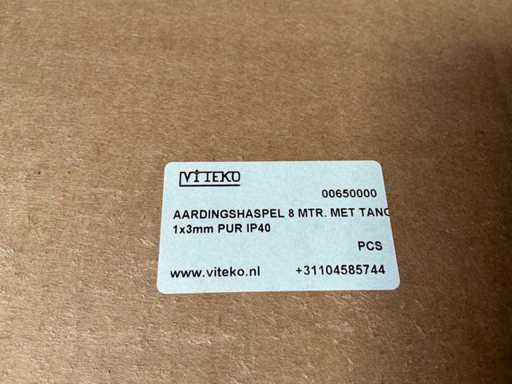 VITEKO
00650000
AARDINGSHASPEL 8 MTR. MET TANG
1x3mm PUR IP40
PCS
www.viteko.nl +31104585744